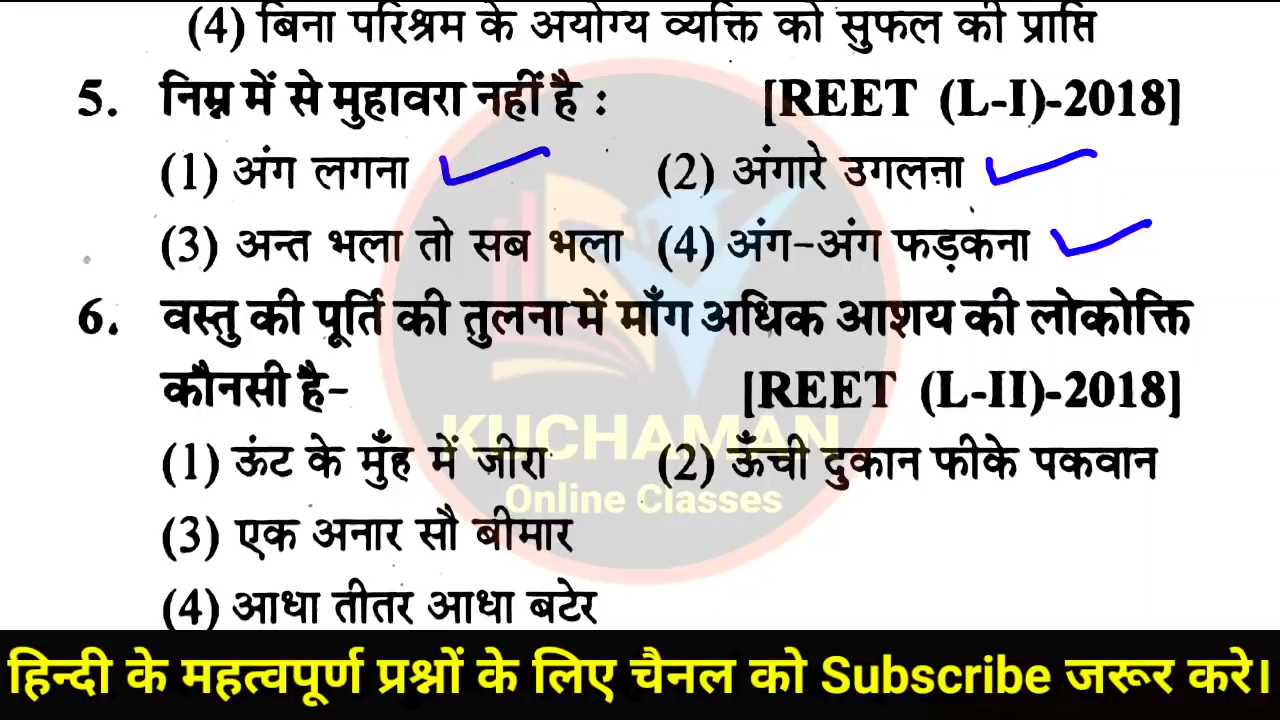 (4) बिना परिश्रम के अयोग्य व्यक्ति को सुफल की प्राप्ति
5. निम्न में से मुहावरा नहीं है : [REET (L-I)-2018]
(1) अंग लगना (2) अंगारे उगलना
(3) अन्त भला तो सब भला (4) अंग-अंग फड़कना
6. वस्तु की पूर्ति की तुलना में माँग अधिक आशय की लोकोक्ति
कौनसी है- [REET (L-II)-2018]
KUCHAMAN
(1) ऊंट के मुँह में जीरा (2) ऊँची दुकान फीके पकवान
Online Classes
(3) एक अनार सौ बीमार
(4) आधा तीतर आधा बटेर
हिन्दी के महत्वपूर्ण प्रश्नों के लिए चैनल को Subscribe जरूर करे।